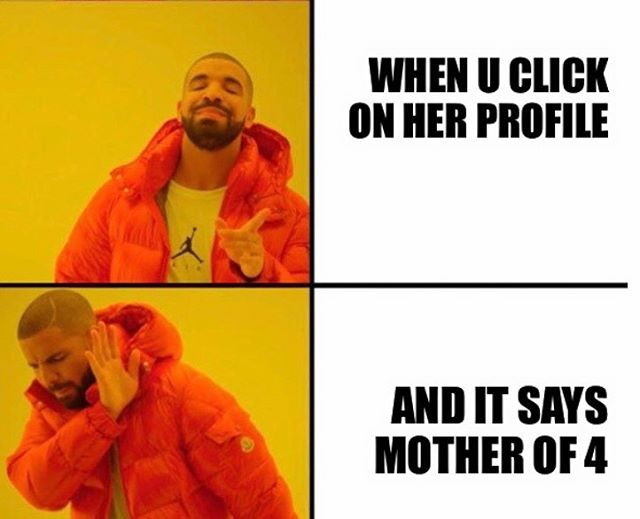 WHEN U CLICK
ON HER PROFILE
AND IT SAYS
MOTHER OF 4